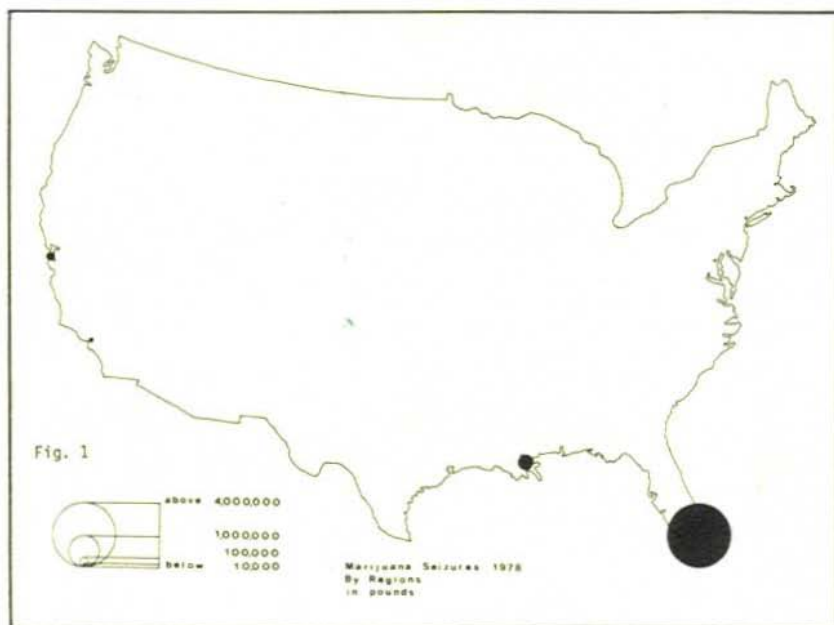 Fig. 1
above 4,000,000
1,000,000
100,000
below 10,000
Marijuana Seizures 1978
By Regions
in pounds